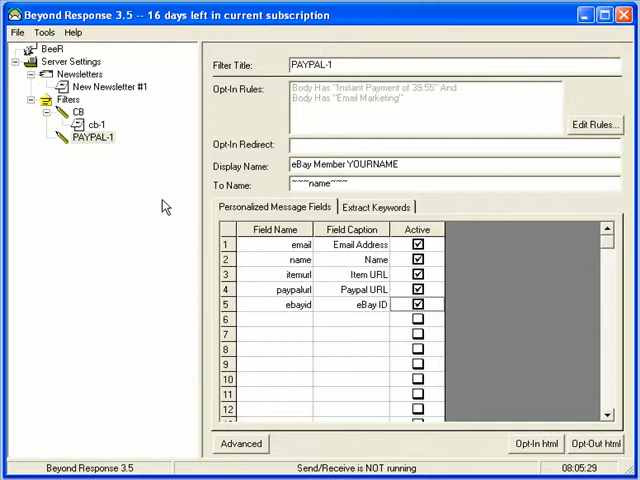 Beyond Response 3.5 -- 16 days left in current subscription
File Tools Help
BeeR
Server Settings
Newsletters
New Newsletter #1
Filters
CB
cb-1
PAYPAL-1
Filter Title: PAYPAL-1
Opt-In Rules: Body Has "Instant Payment of 39.55" And
Body Has "Email Marketing"
Edit Rules...
Opt-In Redirect:
Display Name: eBay Member YOURNAME
To Name: ~~~name~~~
Personalized Message Fields Extract Keywords
Field Name Field Caption Active
1 email Email Address
2 name Name
3 itemurl Item URL
4 paypalurl Paypal URL
5 ebayid eBay ID
6
7
8
9
10
11
12
Advanced Opt-In html Opt-Out html
Beyond Response 3.5 Send/Receive is NOT running 08:05:29